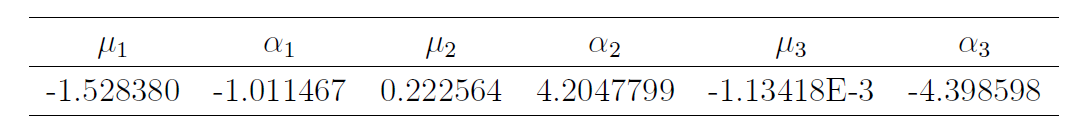 μ₁ α₁ μ₂ α₂ μ₃ α₃
-1.528380 -1.011467 0.222564 4.2047799 -1.13418E-3 -4.398598